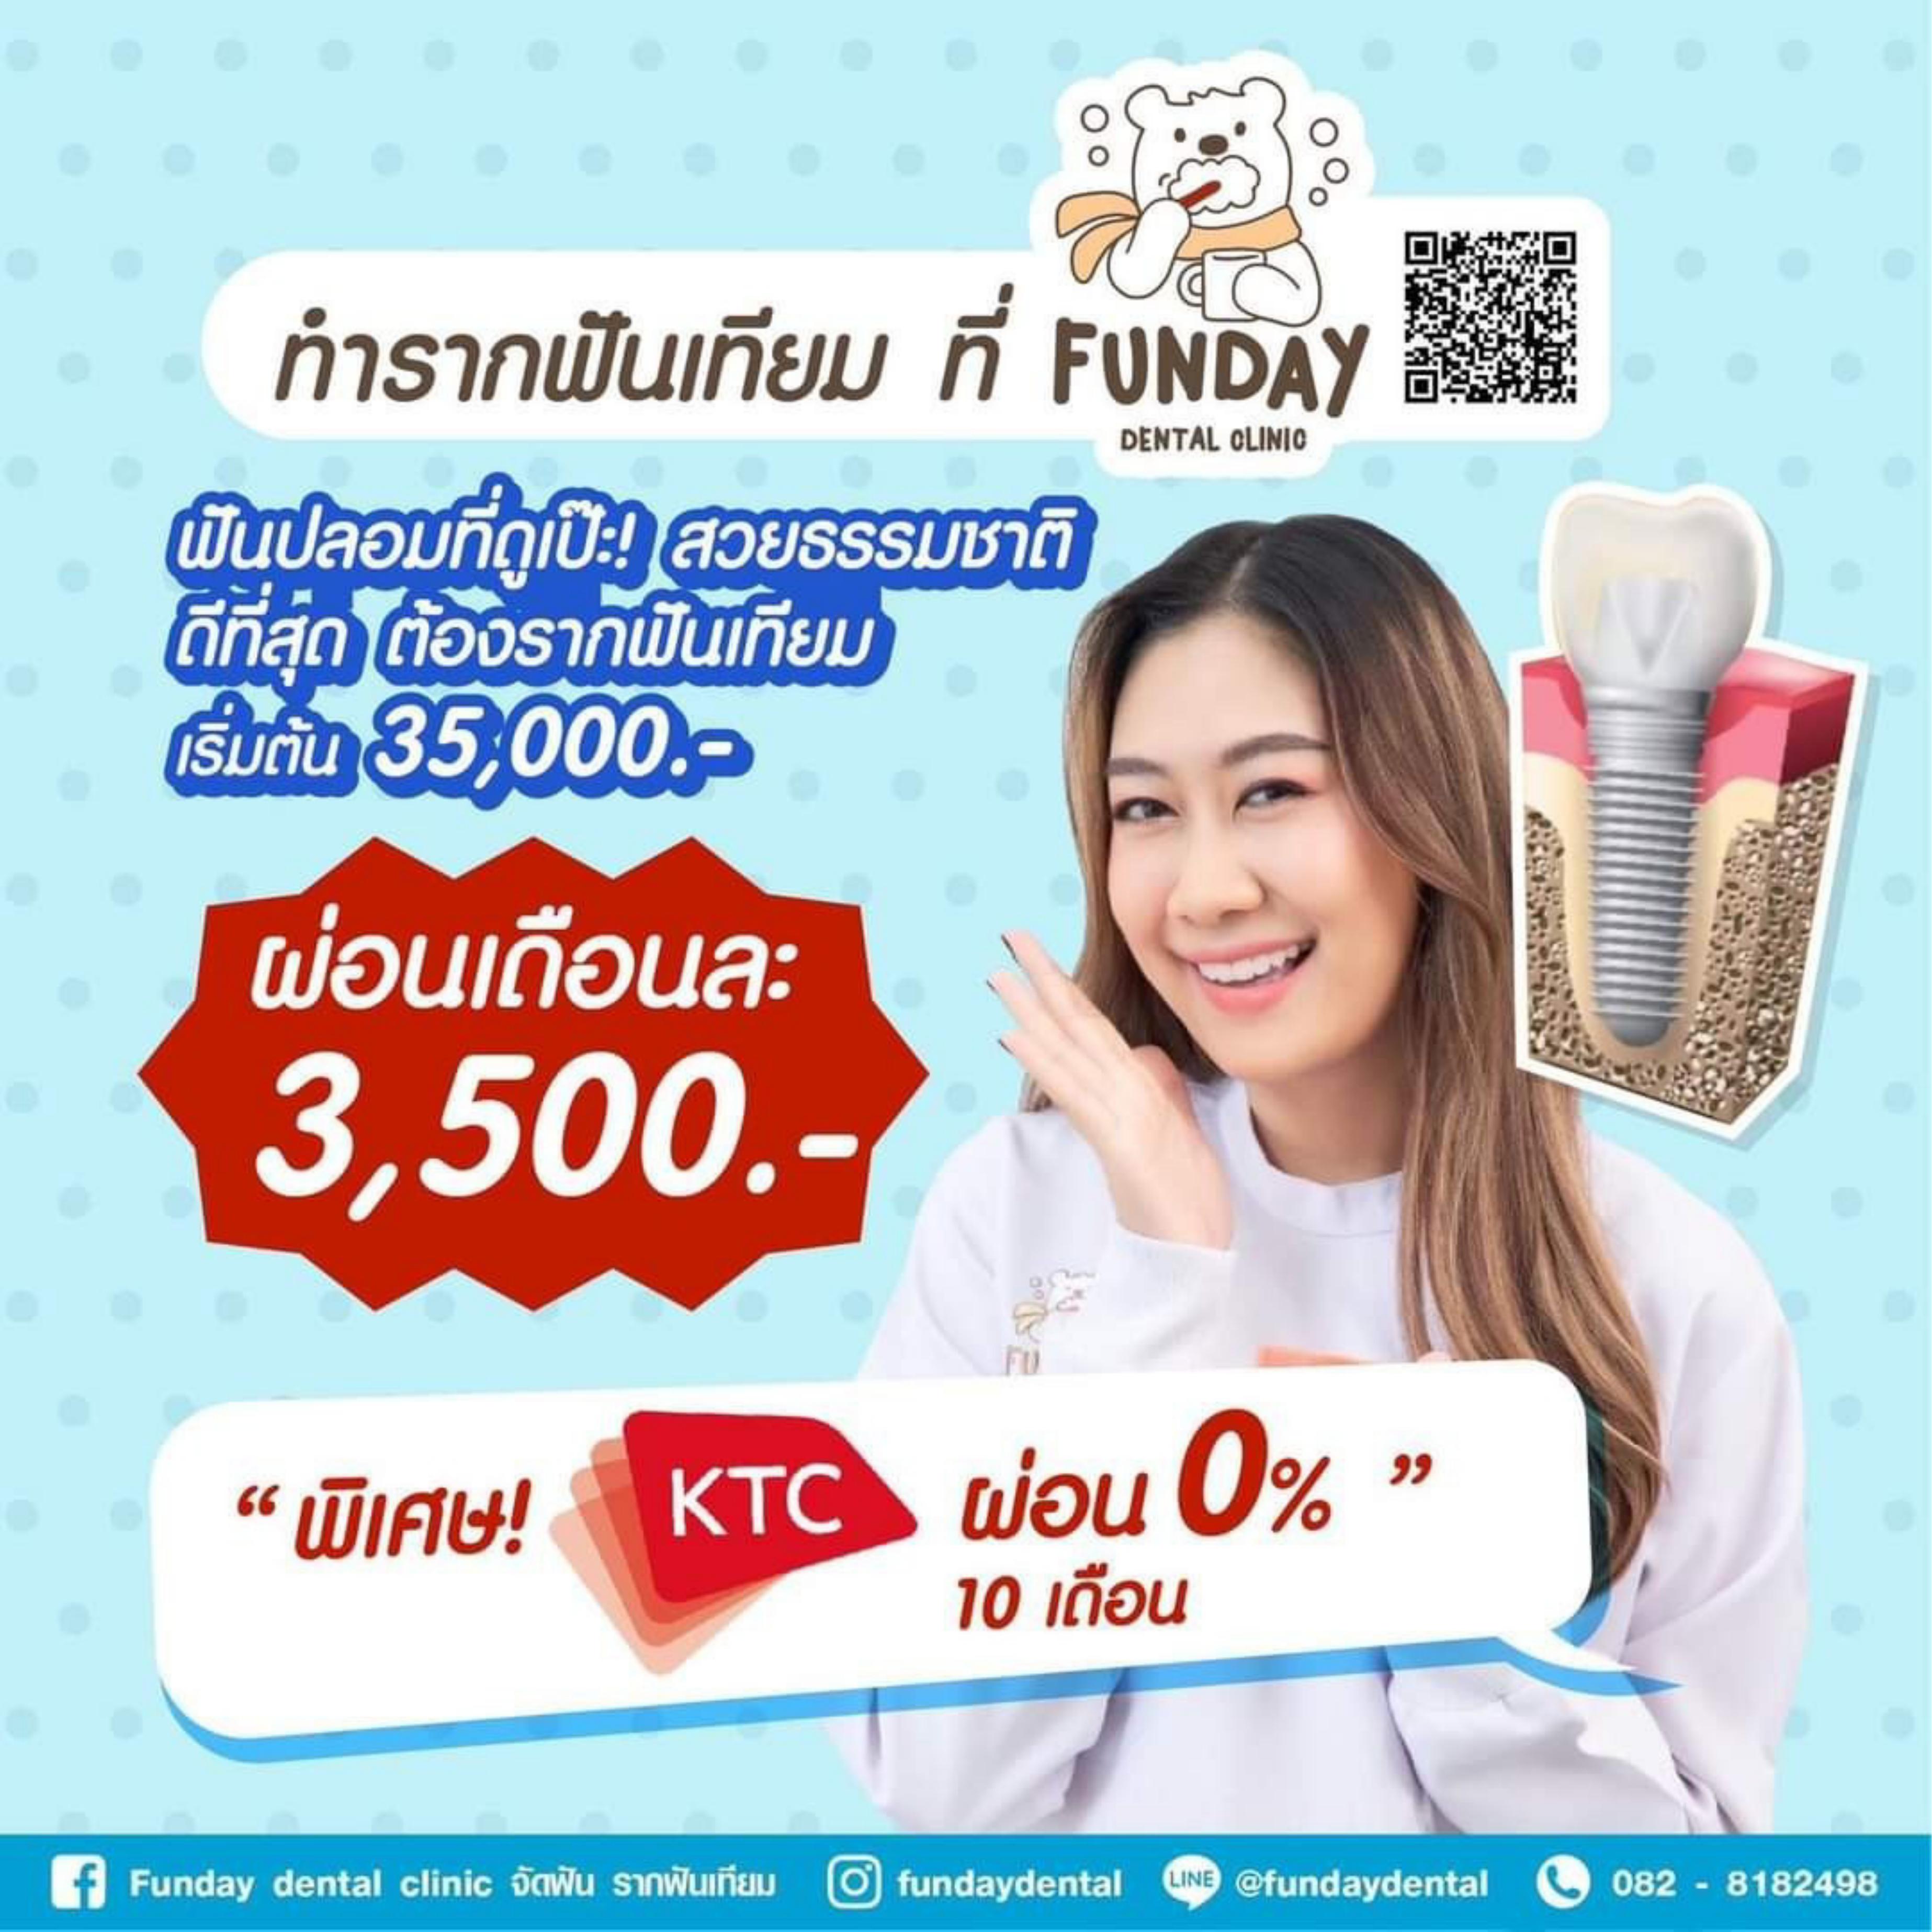 ทำรากฟันเทียม ที่ FUNDAY
DENTAL CLINIC
ฟันปลอมที่ดูเป๊ะ! สวยธรรมชาติ
ดีที่สุด ต้องรากฟันเทียม
เริ่มต้น 35,000.-
ผ่อนเดือนละ
3,500.-
FU
“ พิเศษ! KTC ผ่อน 0% ”
10 เดือน
Funday dental clinic จัดฟัน รากฟันเทียม fundaydental LINE @fundaydental 082 - 8182498